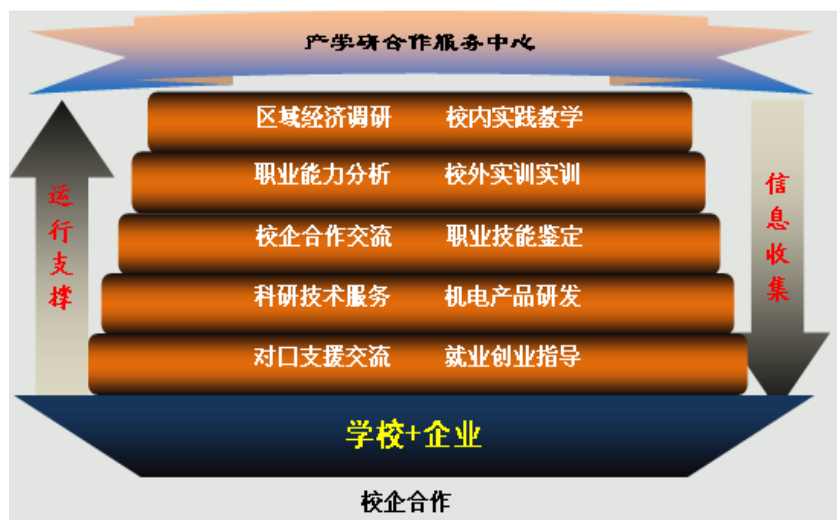 产学研合作服务中心
区域经济调研 校内实践教学
职业能力分析 校外实训实训
校企合作交流 职业技能鉴定
科研技术服务 机电产品研发
对口支援交流 就业创业指导
运行支撑
信息收集
学校+企业
校企合作